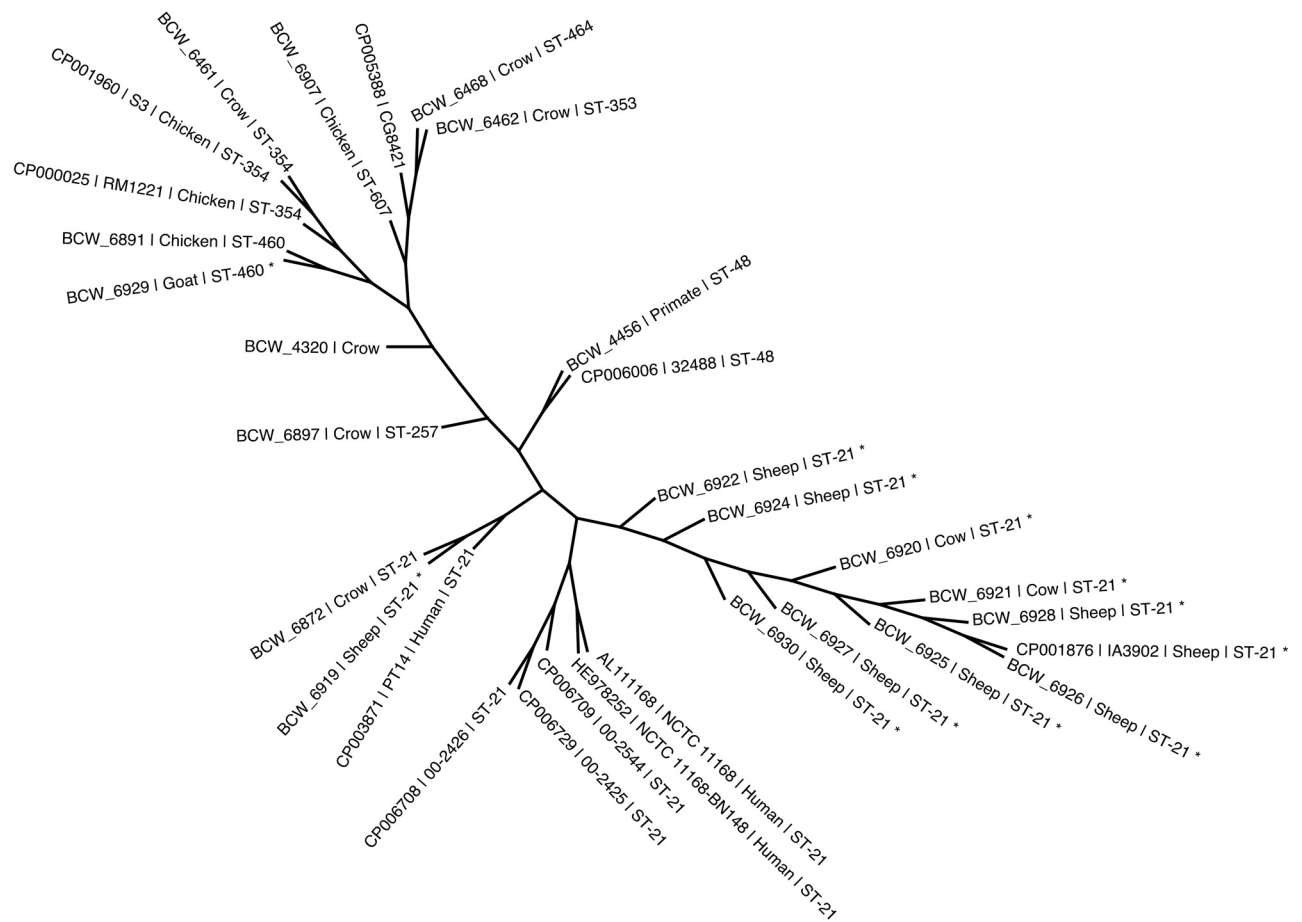 BCW_6468 | Crow | ST-464
BCW_6462 | Crow | ST-353
CP005388 | CG8421
BCW_6907 | Chicken | ST-607
BCW_6461 | Crow | ST-354
CP001960 | S3 | Chicken | ST-354
CP000025 | RM1221 | Chicken | ST-354
BCW_6891 | Chicken | ST-460
BCW_6929 | Goat | ST-460 *
BCW_4320 | Crow
BCW_6897 | Crow | ST-257
BCW_4456 | Primate | ST-48
CP006006 | 32488 | ST-48
BCW_6922 | Sheep | ST-21 *
BCW_6924 | Sheep | ST-21 *
BCW_6920 | Cow | ST-21 *
BCW_6921 | Cow | ST-21 *
BCW_6928 | Sheep | ST-21 *
CP001876 | IA3902 | Sheep | ST-21 *
BCW_6926 | Sheep | ST-21 *
BCW_6925 | Sheep | ST-21 *
BCW_6927 | Sheep | ST-21 *
BCW_6930 | Sheep | ST-21 *
BCW_6872 | Crow | ST-21
BCW_6919 | Sheep | ST-21 *
CP003871 | PT14 | Human | ST-21
CP006708 | 00-2426 | ST-21
CP006729 | 00-2425 | ST-21
CP006709 | 00-2544 | ST-21
HE978252 | NCTC 11168-BN148 | Human | ST-21
AL111168 | NCTC 11168 | Human | ST-21